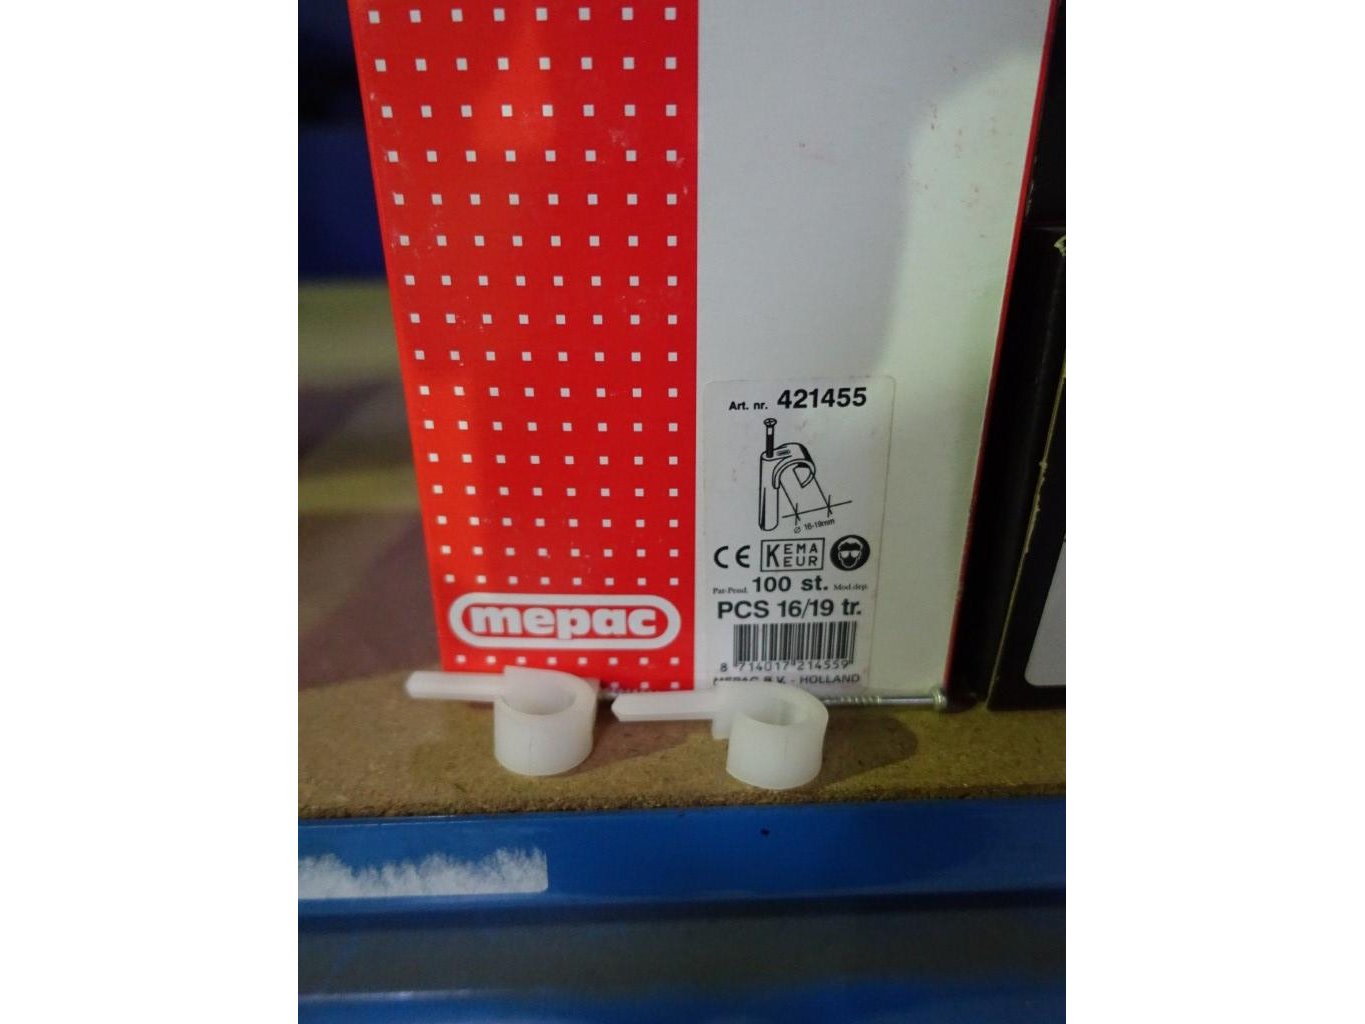 Art. nr. 421455
Ø 16-19mm
CE KEMA KEUR
Pat-Pend. 100 st. Mod.dep.
PCS 16/19 tr.
8 714017 214559
MEPAC B.V. - HOLLAND
mepac